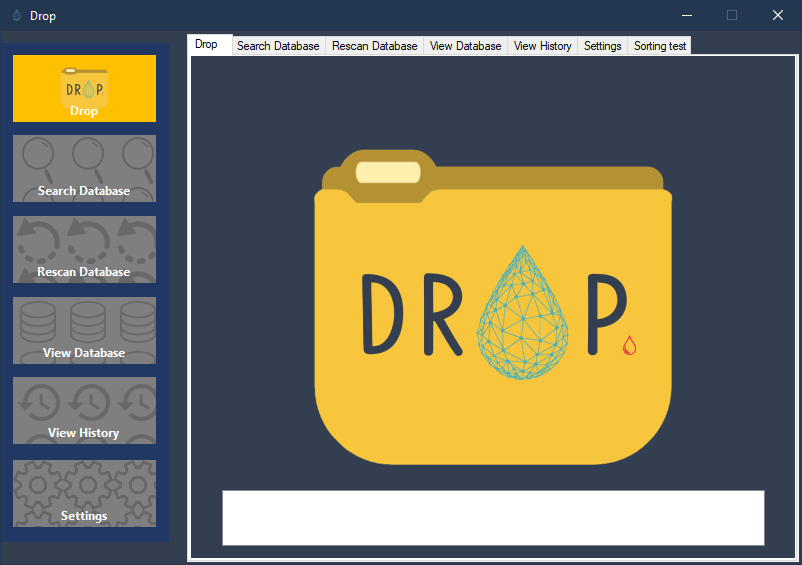 Drop
Drop Search Database Rescan Database View Database View History Settings Sorting test
DROP
Drop
Search Database
Rescan Database
View Database
View History
Settings
DROP